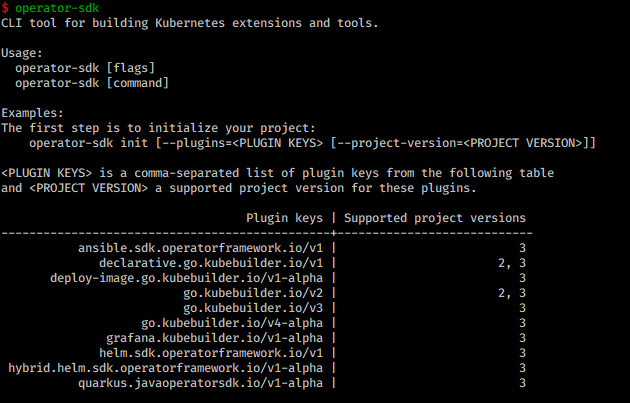 $ operator-sdk
CLI tool for building Kubernetes extensions and tools.
Usage:
operator-sdk [flags]
operator-sdk [command]
Examples:
The first step is to initialize your project:
operator-sdk init [--plugins=<PLUGIN KEYS> [--project-version=<PROJECT VERSION>]]
<PLUGIN KEYS> is a comma-separated list of plugin keys from the following table
and <PROJECT VERSION> a supported project version for these plugins.
Plugin keys | Supported project versions
------------------------------------------------+----------------------------
ansible.sdk.operatorframework.io/v1 | 3
declarative.go.kubebuilder.io/v1 | 2, 3
deploy-image.go.kubebuilder.io/v1-alpha | 3
go.kubebuilder.io/v2 | 2, 3
go.kubebuilder.io/v3 | 3
go.kubebuilder.io/v4-alpha | 3
grafana.kubebuilder.io/v1-alpha | 3
helm.sdk.operatorframework.io/v1 | 3
hybrid.helm.sdk.operatorframework.io/v1-alpha | 3
quarkus.javaoperatorsdk.io/v1-alpha | 3